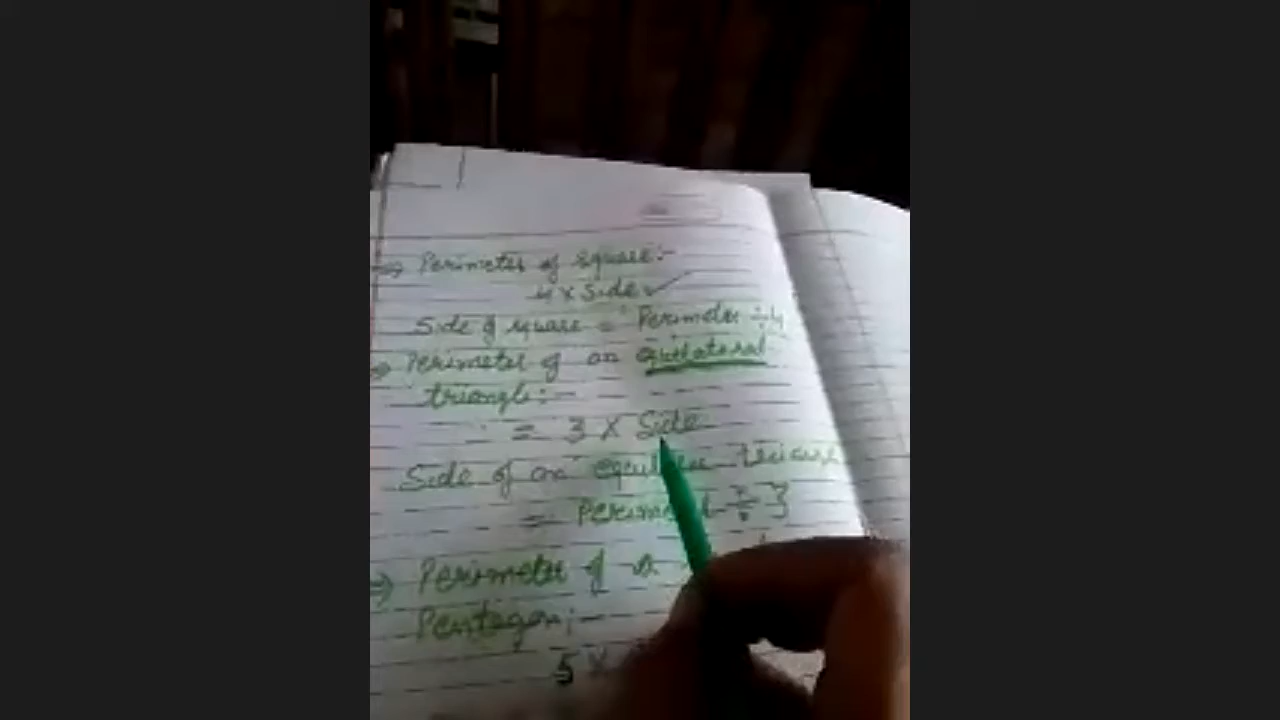 ⇒ Perimeter of square:-
4 x Side ✓
Side of square = Perimeter ÷ 4
⇒ Perimeter of an equilateral
triangle:-
= 3 x Side
Side of an
= ÷ 3
⇒ Perimeter of a
Pentagon:-
5 x